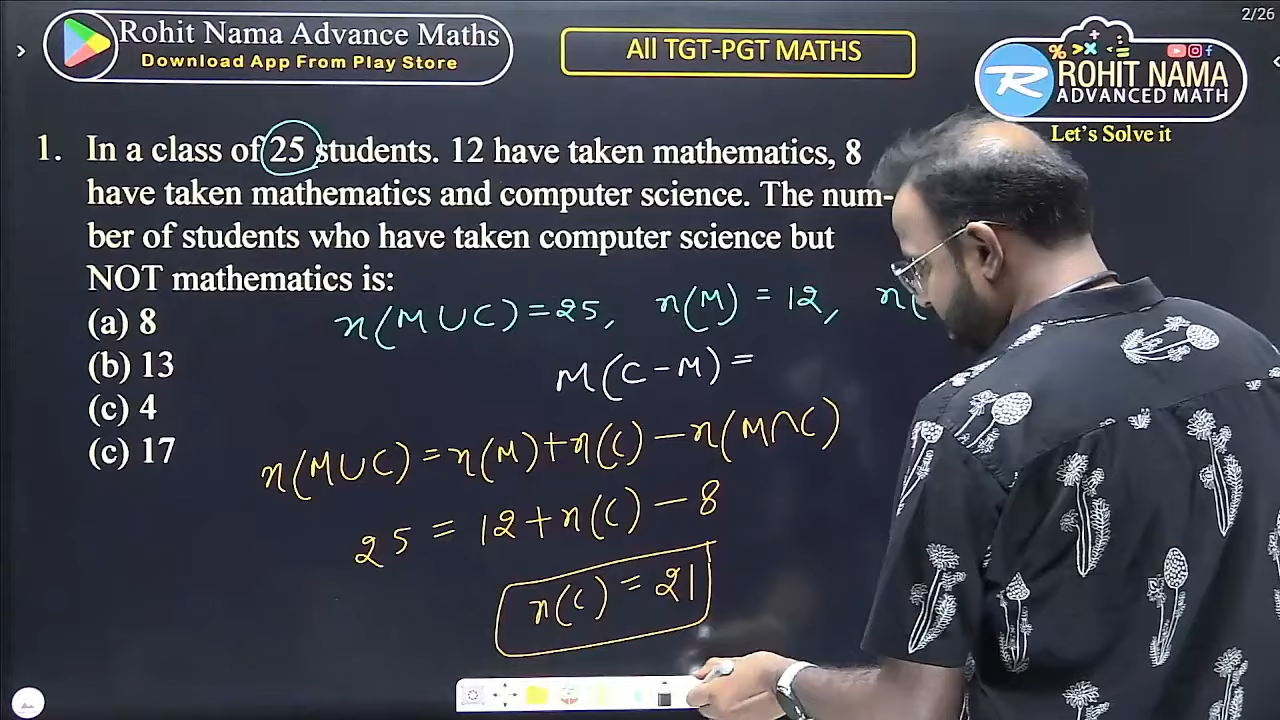 2/26
Rohit Nama Advance Maths
Download App From Play Store
All TGT-PGT MATHS
ROHIT NAMA
ADVANCED MATH
Let's Solve it
1. In a class of 25 students. 12 have taken mathematics, 8
have taken mathematics and computer science. The num-
ber of students who have taken computer science but
NOT mathematics is:
(a) 8
(b) 13
(c) 4
(c) 17
n(M∪C)=25, n(M)=12, n(
M(C-M)=
n(M∪C)=n(M)+n(C)-n(M∩C)
25=12+n(C)-8
n(C)=21